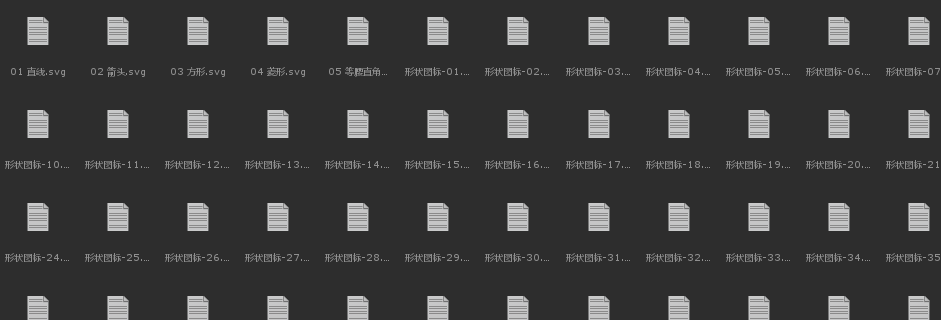 01 直线.svg 02 箭头.svg 03 方形.svg 04 菱形.svg 05 等腰直角... 形状图标-01.... 形状图标-02.... 形状图标-03.... 形状图标-04.... 形状图标-05.... 形状图标-06.... 形状图标-07
形状图标-10.... 形状图标-11.... 形状图标-12.... 形状图标-13.... 形状图标-14.... 形状图标-15.... 形状图标-16.... 形状图标-17.... 形状图标-18.... 形状图标-19.... 形状图标-20.... 形状图标-21
形状图标-24.... 形状图标-25.... 形状图标-26.... 形状图标-27.... 形状图标-28.... 形状图标-29.... 形状图标-30.... 形状图标-31.... 形状图标-32.... 形状图标-33.... 形状图标-34.... 形状图标-35